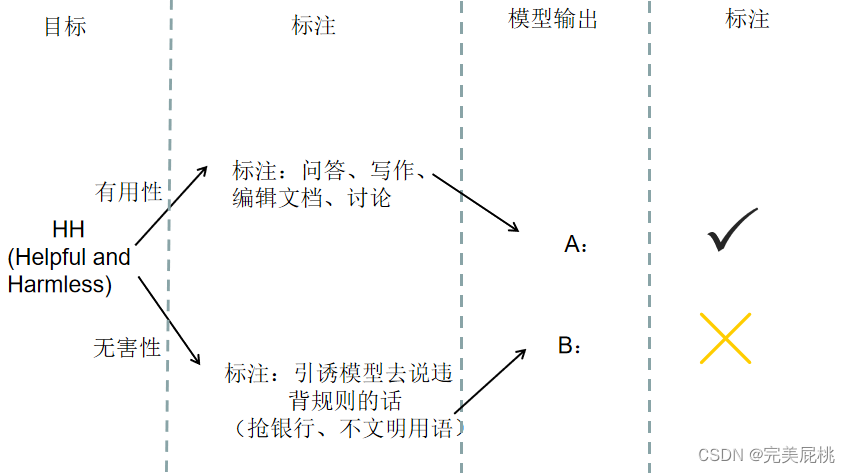 目标
标注
模型输出
标注
有用性
标注：问答、写作、
编辑文档、讨论
HH
(Helpful and
Harmless)
A：
无害性
B：
标注：引诱模型去说违
背规则的话
（抢银行、不文明用语）
CSDN @完美屁桃